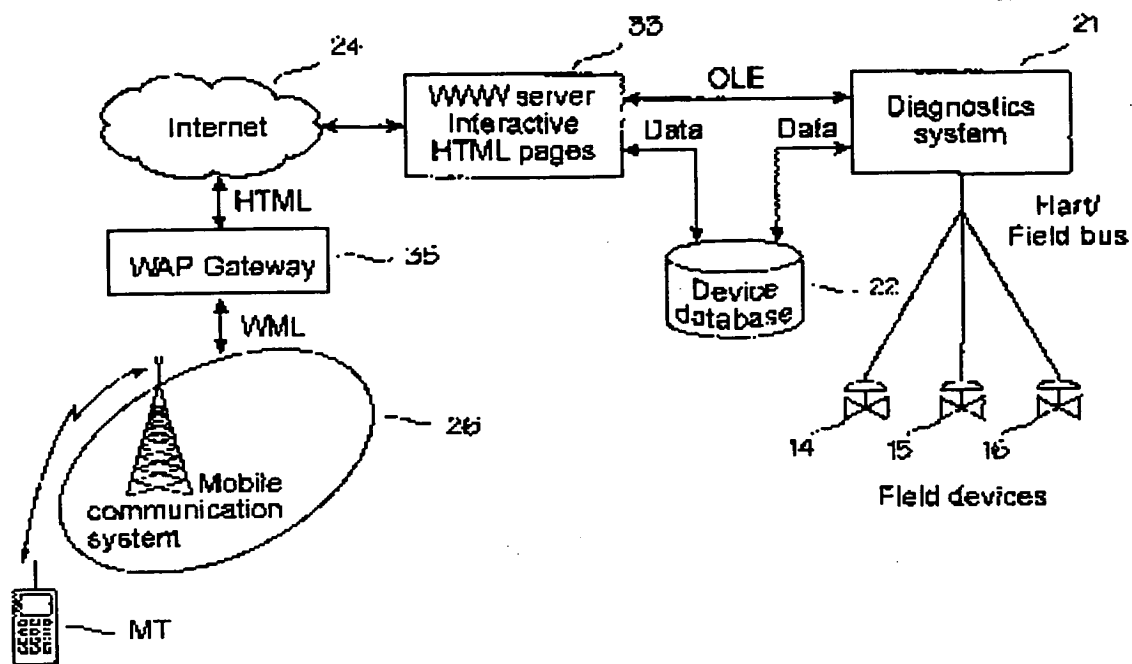 24
33
21
Internet
WWW server
Interactive
HTML pages
OLE
Data
Data
Diagnostics
system
HTML
WAP Gateway
35
Device
database
22
Hart/
Field bus
WML
26
Mobile
communication
system
14
15
16
Field devices
MT